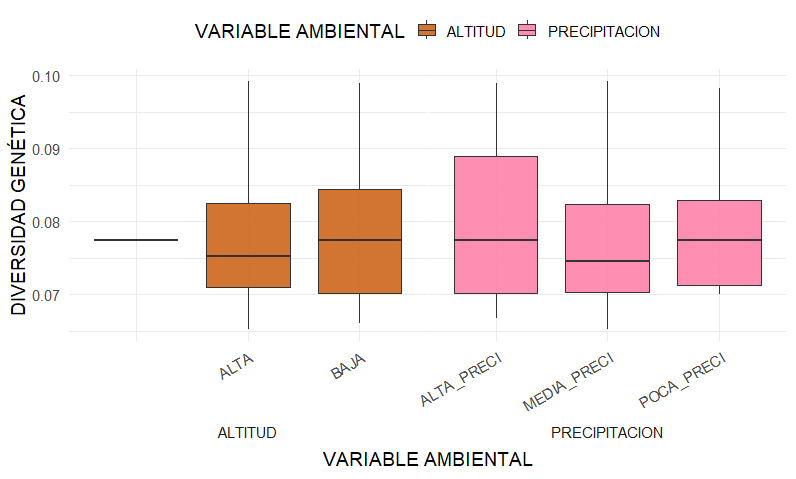 VARIABLE AMBIENTAL ALTITUD PRECIPITACION
DIVERSIDAD GENÉTICA
0.10
0.09
0.08
0.07
ALTA BAJA ALTA_PRECI MEDIA_PRECI POCA_PRECI
ALTITUD PRECIPITACION
VARIABLE AMBIENTAL